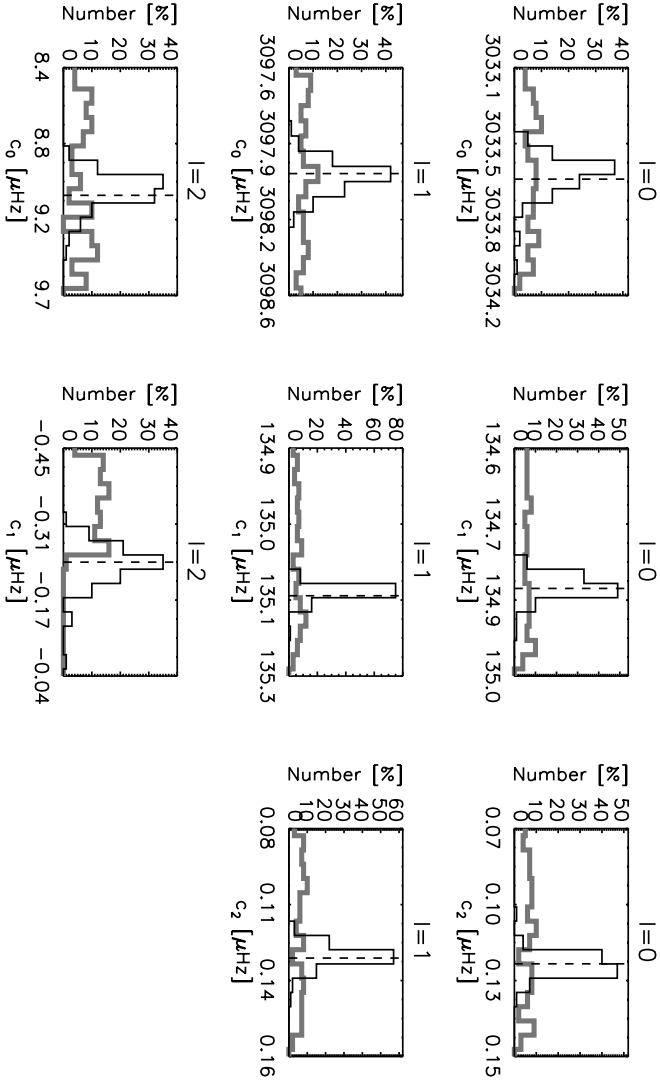 l=0
Number [%]
40
30
20
10
0
3033.1 3033.5 3033.8 3034.2
c₀ [μHz]
l=0
Number [%]
50
40
30
20
10
0
134.6 134.7 134.9 135.0
c₁ [μHz]
l=0
Number [%]
50
40
30
20
10
0
0.07 0.10 0.13 0.15
c₂ [μHz]
l=1
Number [%]
40
30
20
10
0
3097.6 3097.9 3098.2 3098.6
c₀ [μHz]
l=1
Number [%]
80
60
40
20
0
134.9 135.0 135.1 135.3
c₁ [μHz]
l=1
Number [%]
60
50
40
30
20
10
0
0.08 0.11 0.14 0.16
c₂ [μHz]
l=2
Number [%]
40
30
20
10
0
8.4 8.8 9.2 9.7
c₀ [μHz]
l=2
Number [%]
40
30
20
10
0
−0.45 −0.31 −0.17 −0.04
c₁ [μHz]